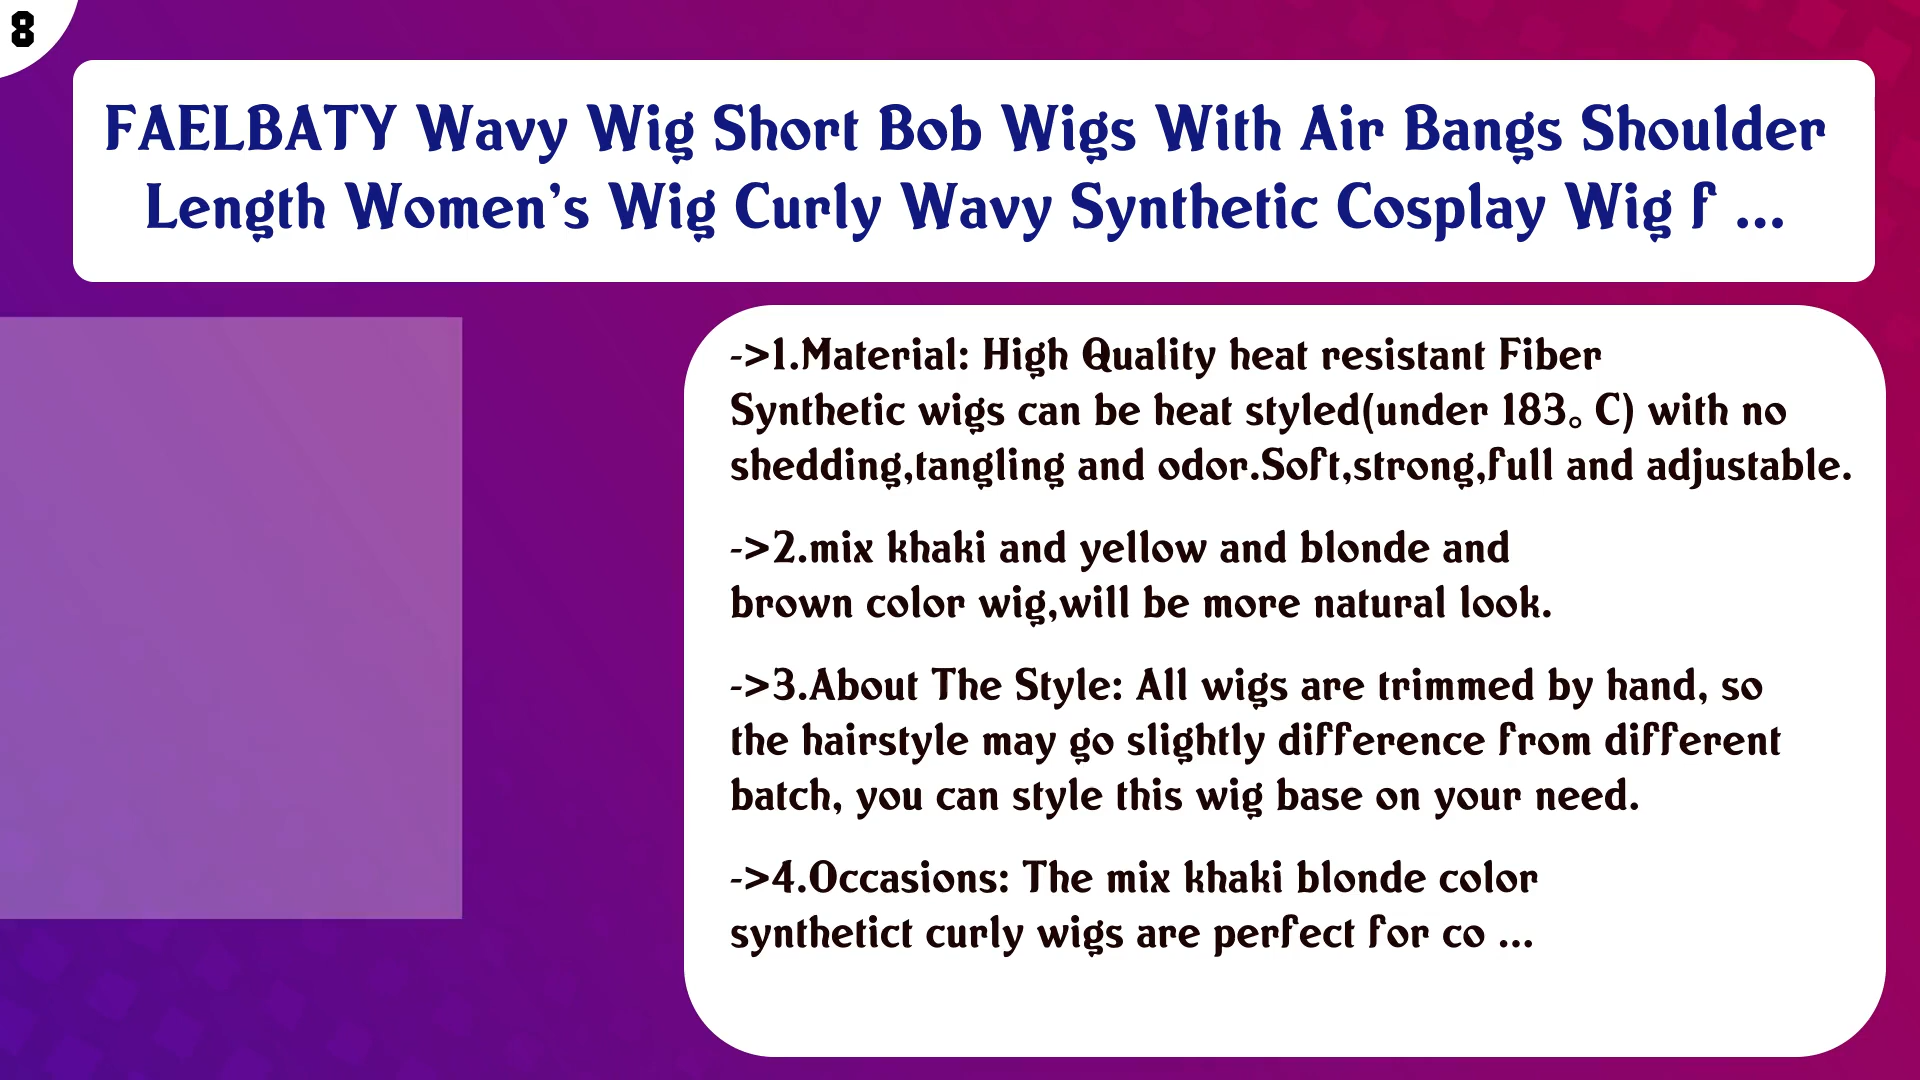 8
FAELBATY Wavy Wig Short Bob Wigs With Air Bangs Shoulder
Length Women's Wig Curly Wavy Synthetic Cosplay Wig f ...
->1.Material: High Quality heat resistant Fiber
Synthetic wigs can be heat styled(under 183。C) with no
shedding,tangling and odor.Soft,strong,full and adjustable.
->2.mix khaki and yellow and blonde and
brown color wig,will be more natural look.
->3.About The Style: All wigs are trimmed by hand, so
the hairstyle may go slightly difference from different
batch, you can style this wig base on your need.
->4.Occasions: The mix khaki blonde color
synthetict curly wigs are perfect for co ...